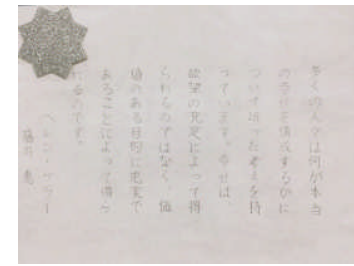 多くの人々は何が本当
の幸せを構成するかに
ついて誤った考えを持
っています。幸せは、
欲望の充足によって得
られるのではなく、価
値のある目的に忠実で
あることによって得ら
れるのです。
ヘレン・ケラー